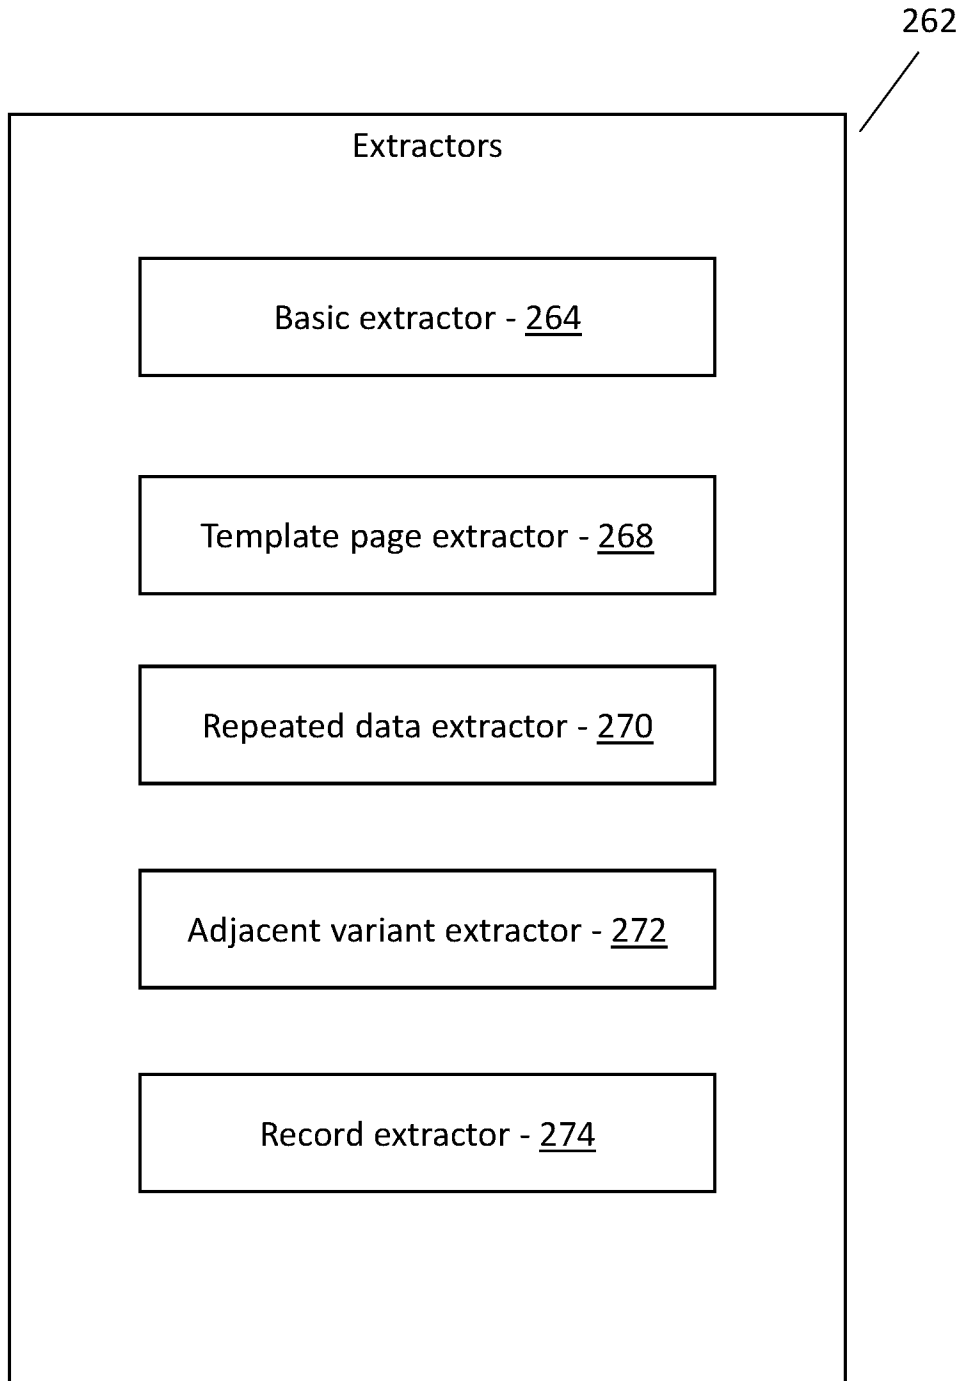 262
Extractors
Basic extractor - 264
Template page extractor - 268
Repeated data extractor - 270
Adjacent variant extractor - 272
Record extractor - 274